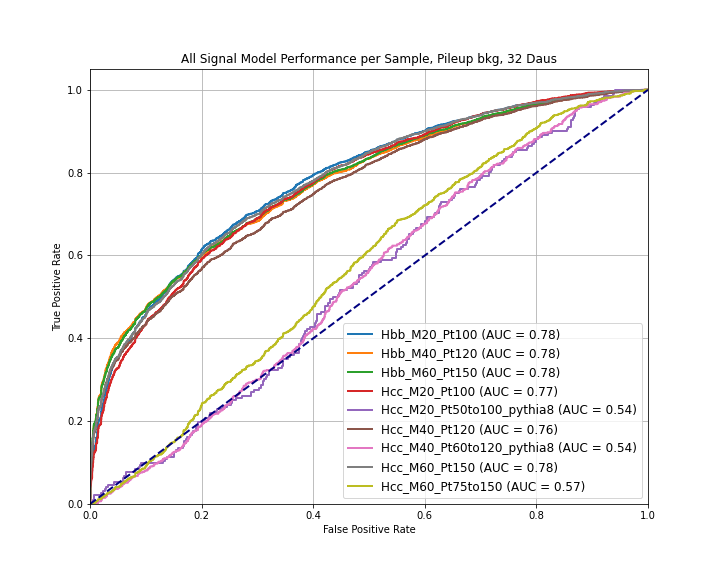 All Signal Model Performance per Sample, Pileup bkg, 32 Daus
1.0
0.8
0.6
0.4
0.2
0.0
True Positive Rate
Hbb_M20_Pt100 (AUC = 0.78)
Hbb_M40_Pt120 (AUC = 0.78)
Hbb_M60_Pt150 (AUC = 0.78)
Hcc_M20_Pt100 (AUC = 0.77)
Hcc_M20_Pt50to100_pythia8 (AUC = 0.54)
Hcc_M40_Pt120 (AUC = 0.76)
Hcc_M40_Pt60to120_pythia8 (AUC = 0.54)
Hcc_M60_Pt150 (AUC = 0.78)
Hcc_M60_Pt75to150 (AUC = 0.57)
0.0 0.2 0.4 0.6 0.8 1.0
False Positive Rate